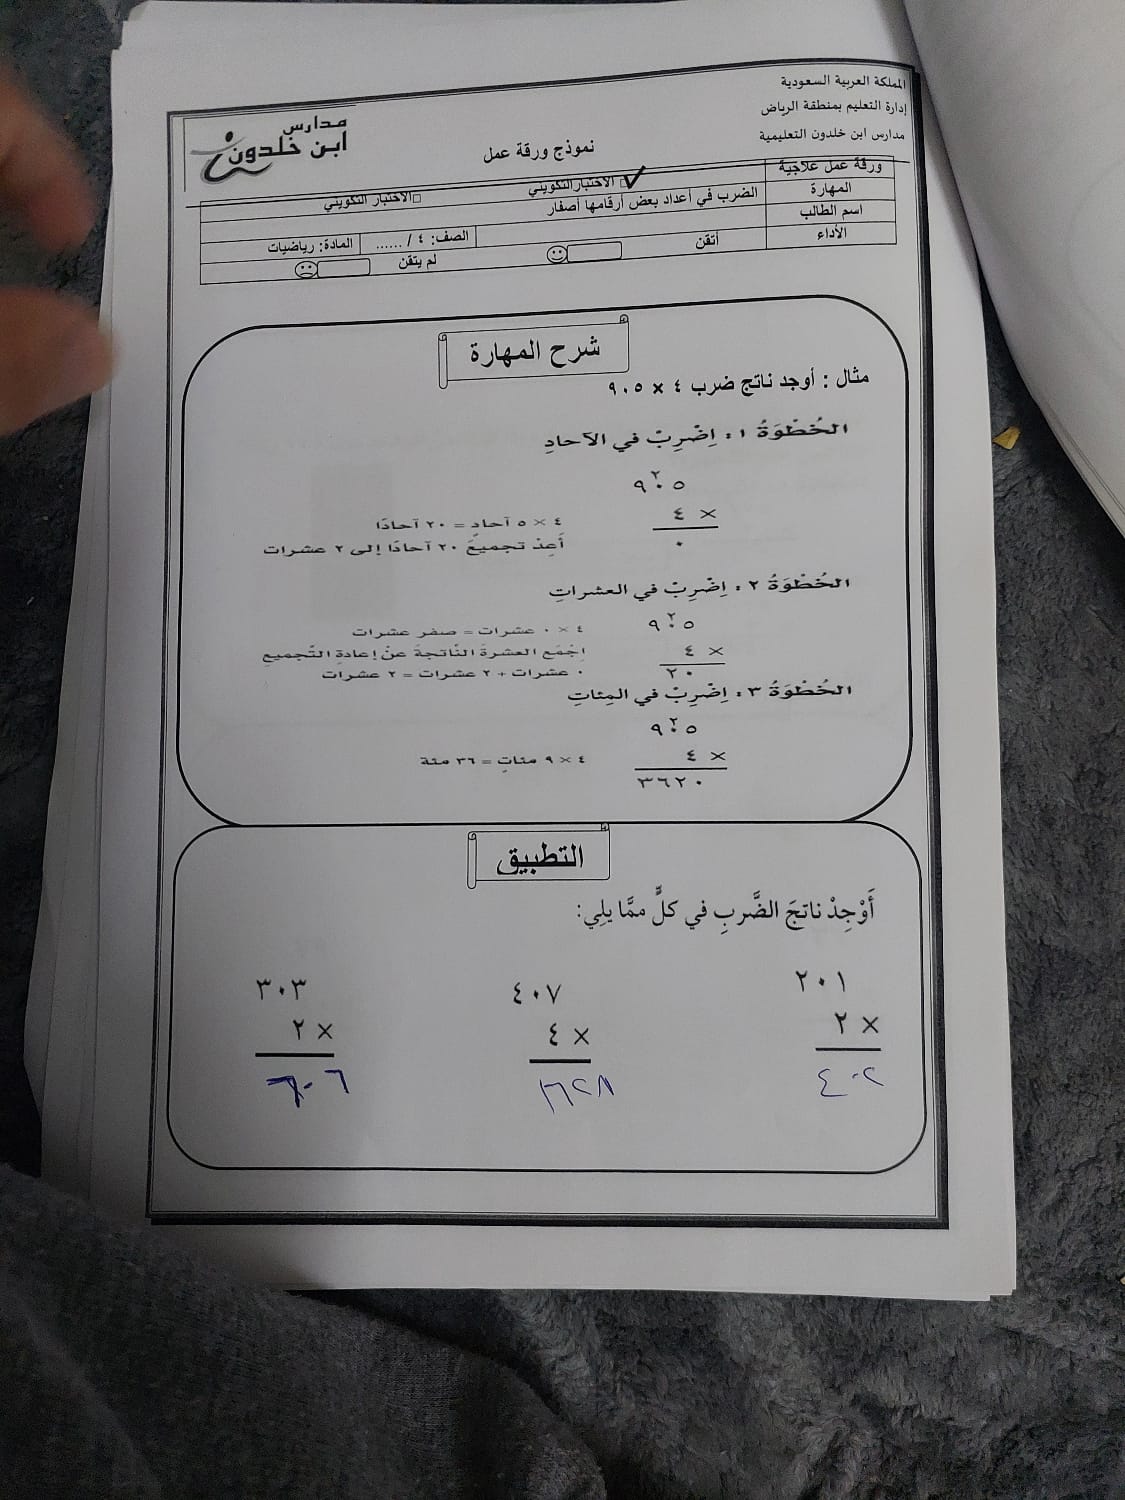 المملكة العربية السعودية
إدارة التعليم بمنطقة الرياض
مدارس ابن خلدون التعليمية
مدارس
ابن خلدون
نموذج ورقة عمل
ورقة عمل علاجية
□ الاختبار التكويني ✓
□ الاختبار التكويني
المهارة
الضرب في أعداد بعض أرقامها أصفار
اسم الطالب
الصف: ٤ / ......
المادة: رياضيات
الأداء
أتقن
لم يتقن
شرح المهارة
مثال : أوجد ناتج ضرب ٤ × ٩٠٥
الخُطْوَةُ ١ : اِضْرِبْ في الآحادِ
٢
٩٠٥
× ٤
٠
٤ × ٥ آحادٍ = ٢٠ آحادًا
أَعِدْ تجميعَ ٢٠ آحادًا إلى ٢ عشرات
الخُطْوَةُ ٢ : اِضْرِبْ في العشراتِ
٢
٩٠٥
× ٤
٢٠
٤ × ٠ عشرات = صفر عشرات
اِجْمَع العشرةَ النّاتجةَ عنْ إعادةِ التّجميعِ
٠ عشرات + ٢ عشرات = ٢ عشرات
الخُطْوَةُ ٣ : اِضْرِبْ في المِئاتِ
٢
٩٠٥
× ٤
٣٦٢٠
٤ × ٩ مئاتٍ = ٣٦ مئة
التطبيق
أَوْجِدْ ناتجَ الضَّربِ في كلٍّ ممَّا يلِي:
٢٠١
× ٢
٤٠٢
٤٠٧
× ٤
١٦٢٨
٣٠٣
× ٢
٦٠٦